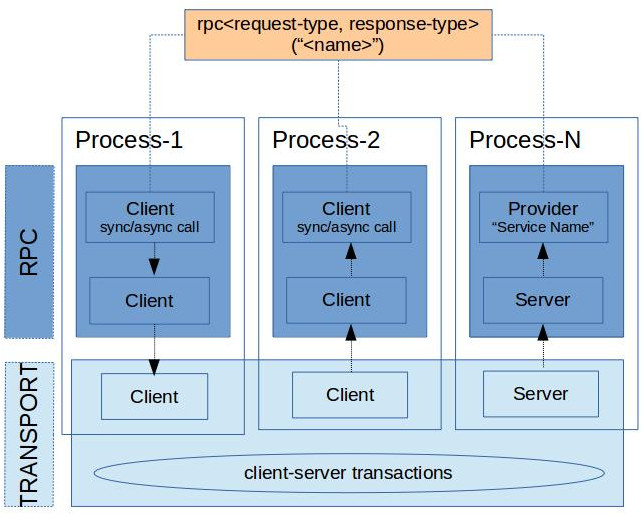 rpc<request-type, response-type>
(“<name>”)
Process-1
Process-2
Process-N
RPC
Client
sync/async call
Client
sync/async call
Provider
“Service Name”
Client
Client
Server
TRANSPORT
Client
Client
Server
client-server transactions